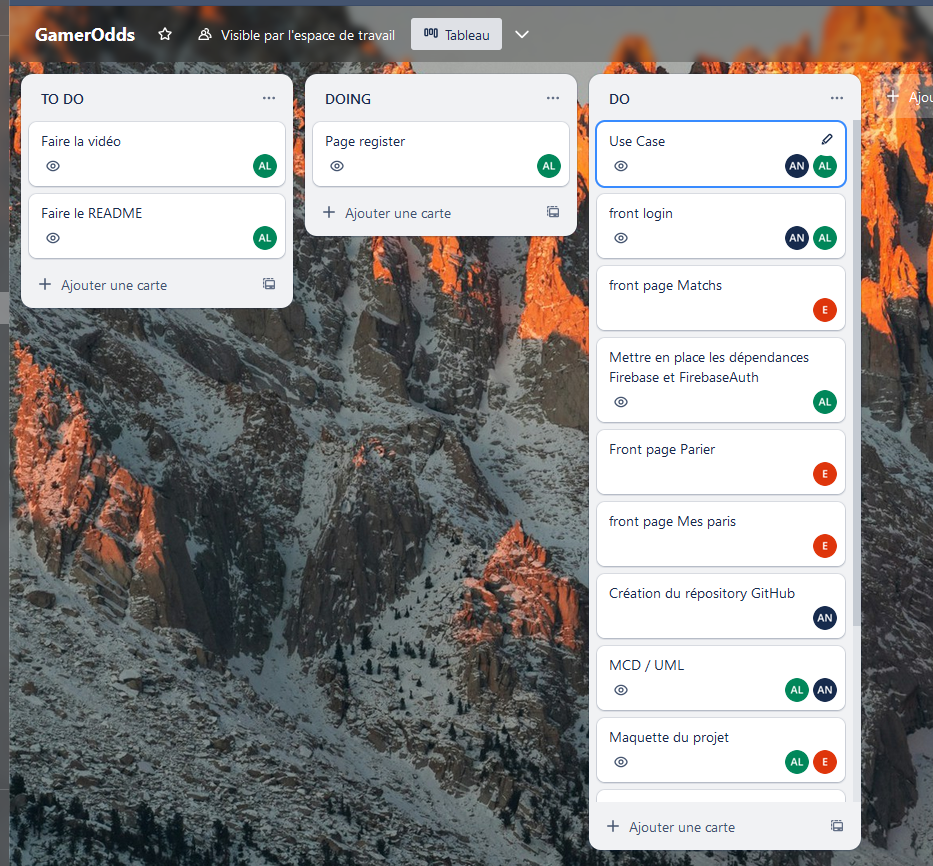 GamerOdds
Visible par l'espace de travail
Tableau
TO DO
Faire la vidéo
AL
Faire le README
AL
Ajouter une carte
DOING
Page register
AL
Ajouter une carte
DO
Use Case
AN AL
front login
AN AL
front page Matchs
E
Mettre en place les dépendances
Firebase et FirebaseAuth
AL
Front page Parier
E
front page Mes paris
E
Création du répository GitHub
AN
MCD / UML
AL AN
Maquette du projet
AL E
Ajouter une carte